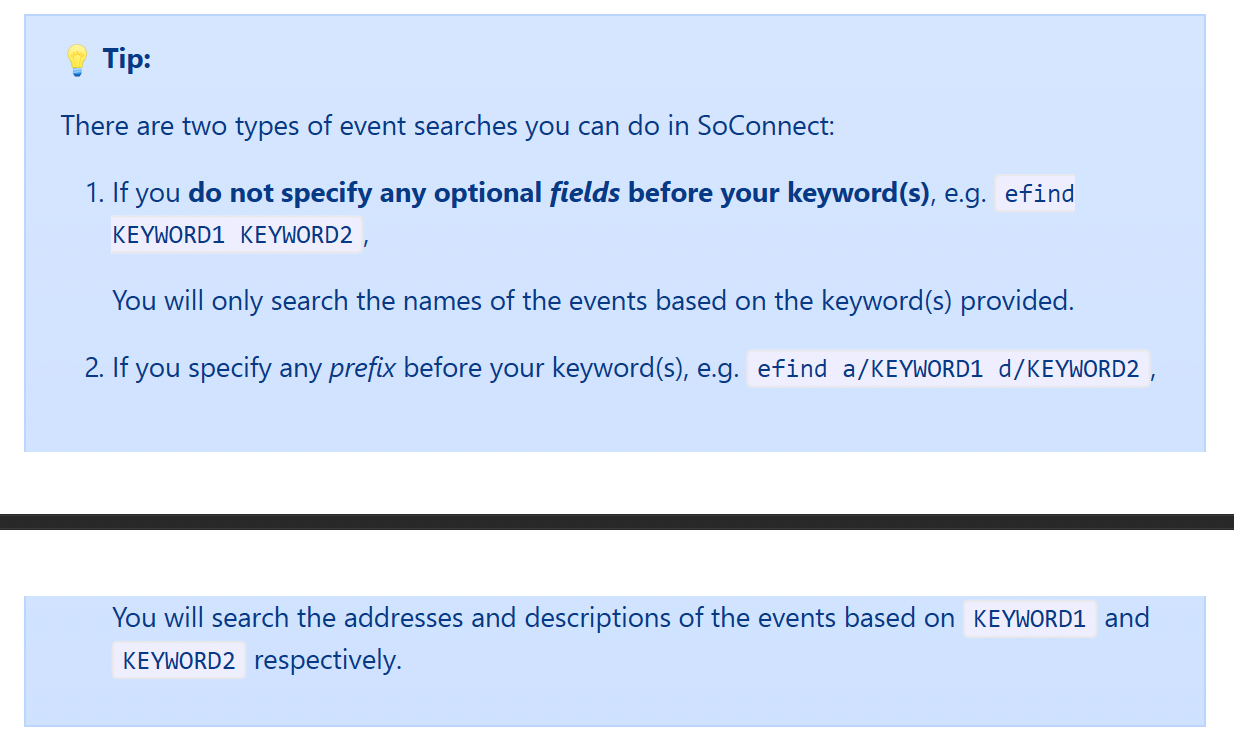 💡 Tip:
There are two types of event searches you can do in SoConnect:
1. If you do not specify any optional fields before your keyword(s), e.g. efind
KEYWORD1 KEYWORD2 ,
You will only search the names of the events based on the keyword(s) provided.
2. If you specify any prefix before your keyword(s), e.g. efind a/KEYWORD1 d/KEYWORD2 ,
You will search the addresses and descriptions of the events based on KEYWORD1 and
KEYWORD2 respectively.